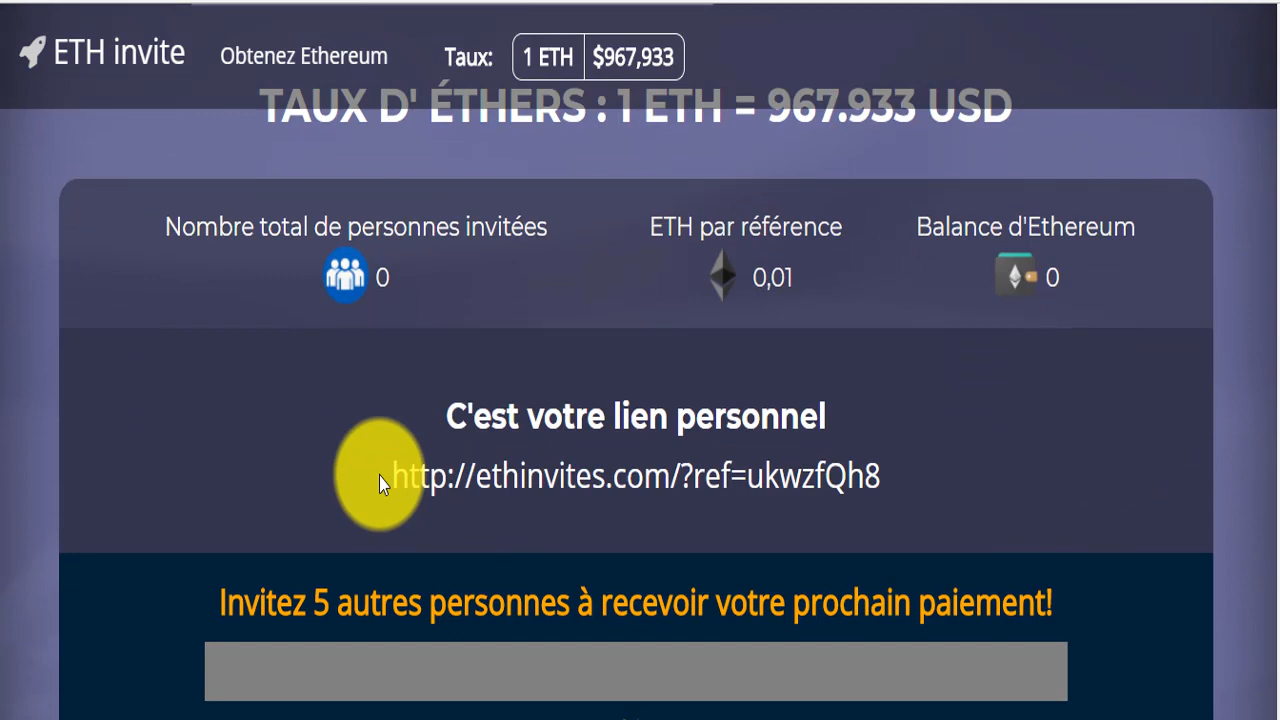 ETH invite Obtenez Ethereum Taux: 1 ETH $967,933
TAUX D' ÉTHERS : 1 ETH = 967.933 USD
Nombre total de personnes invitées ETH par référence Balance d'Ethereum
0 0,01 0
C'est votre lien personnel
http://ethinvites.com/?ref=ukwzfQh8
Invitez 5 autres personnes à recevoir votre prochain paiement!